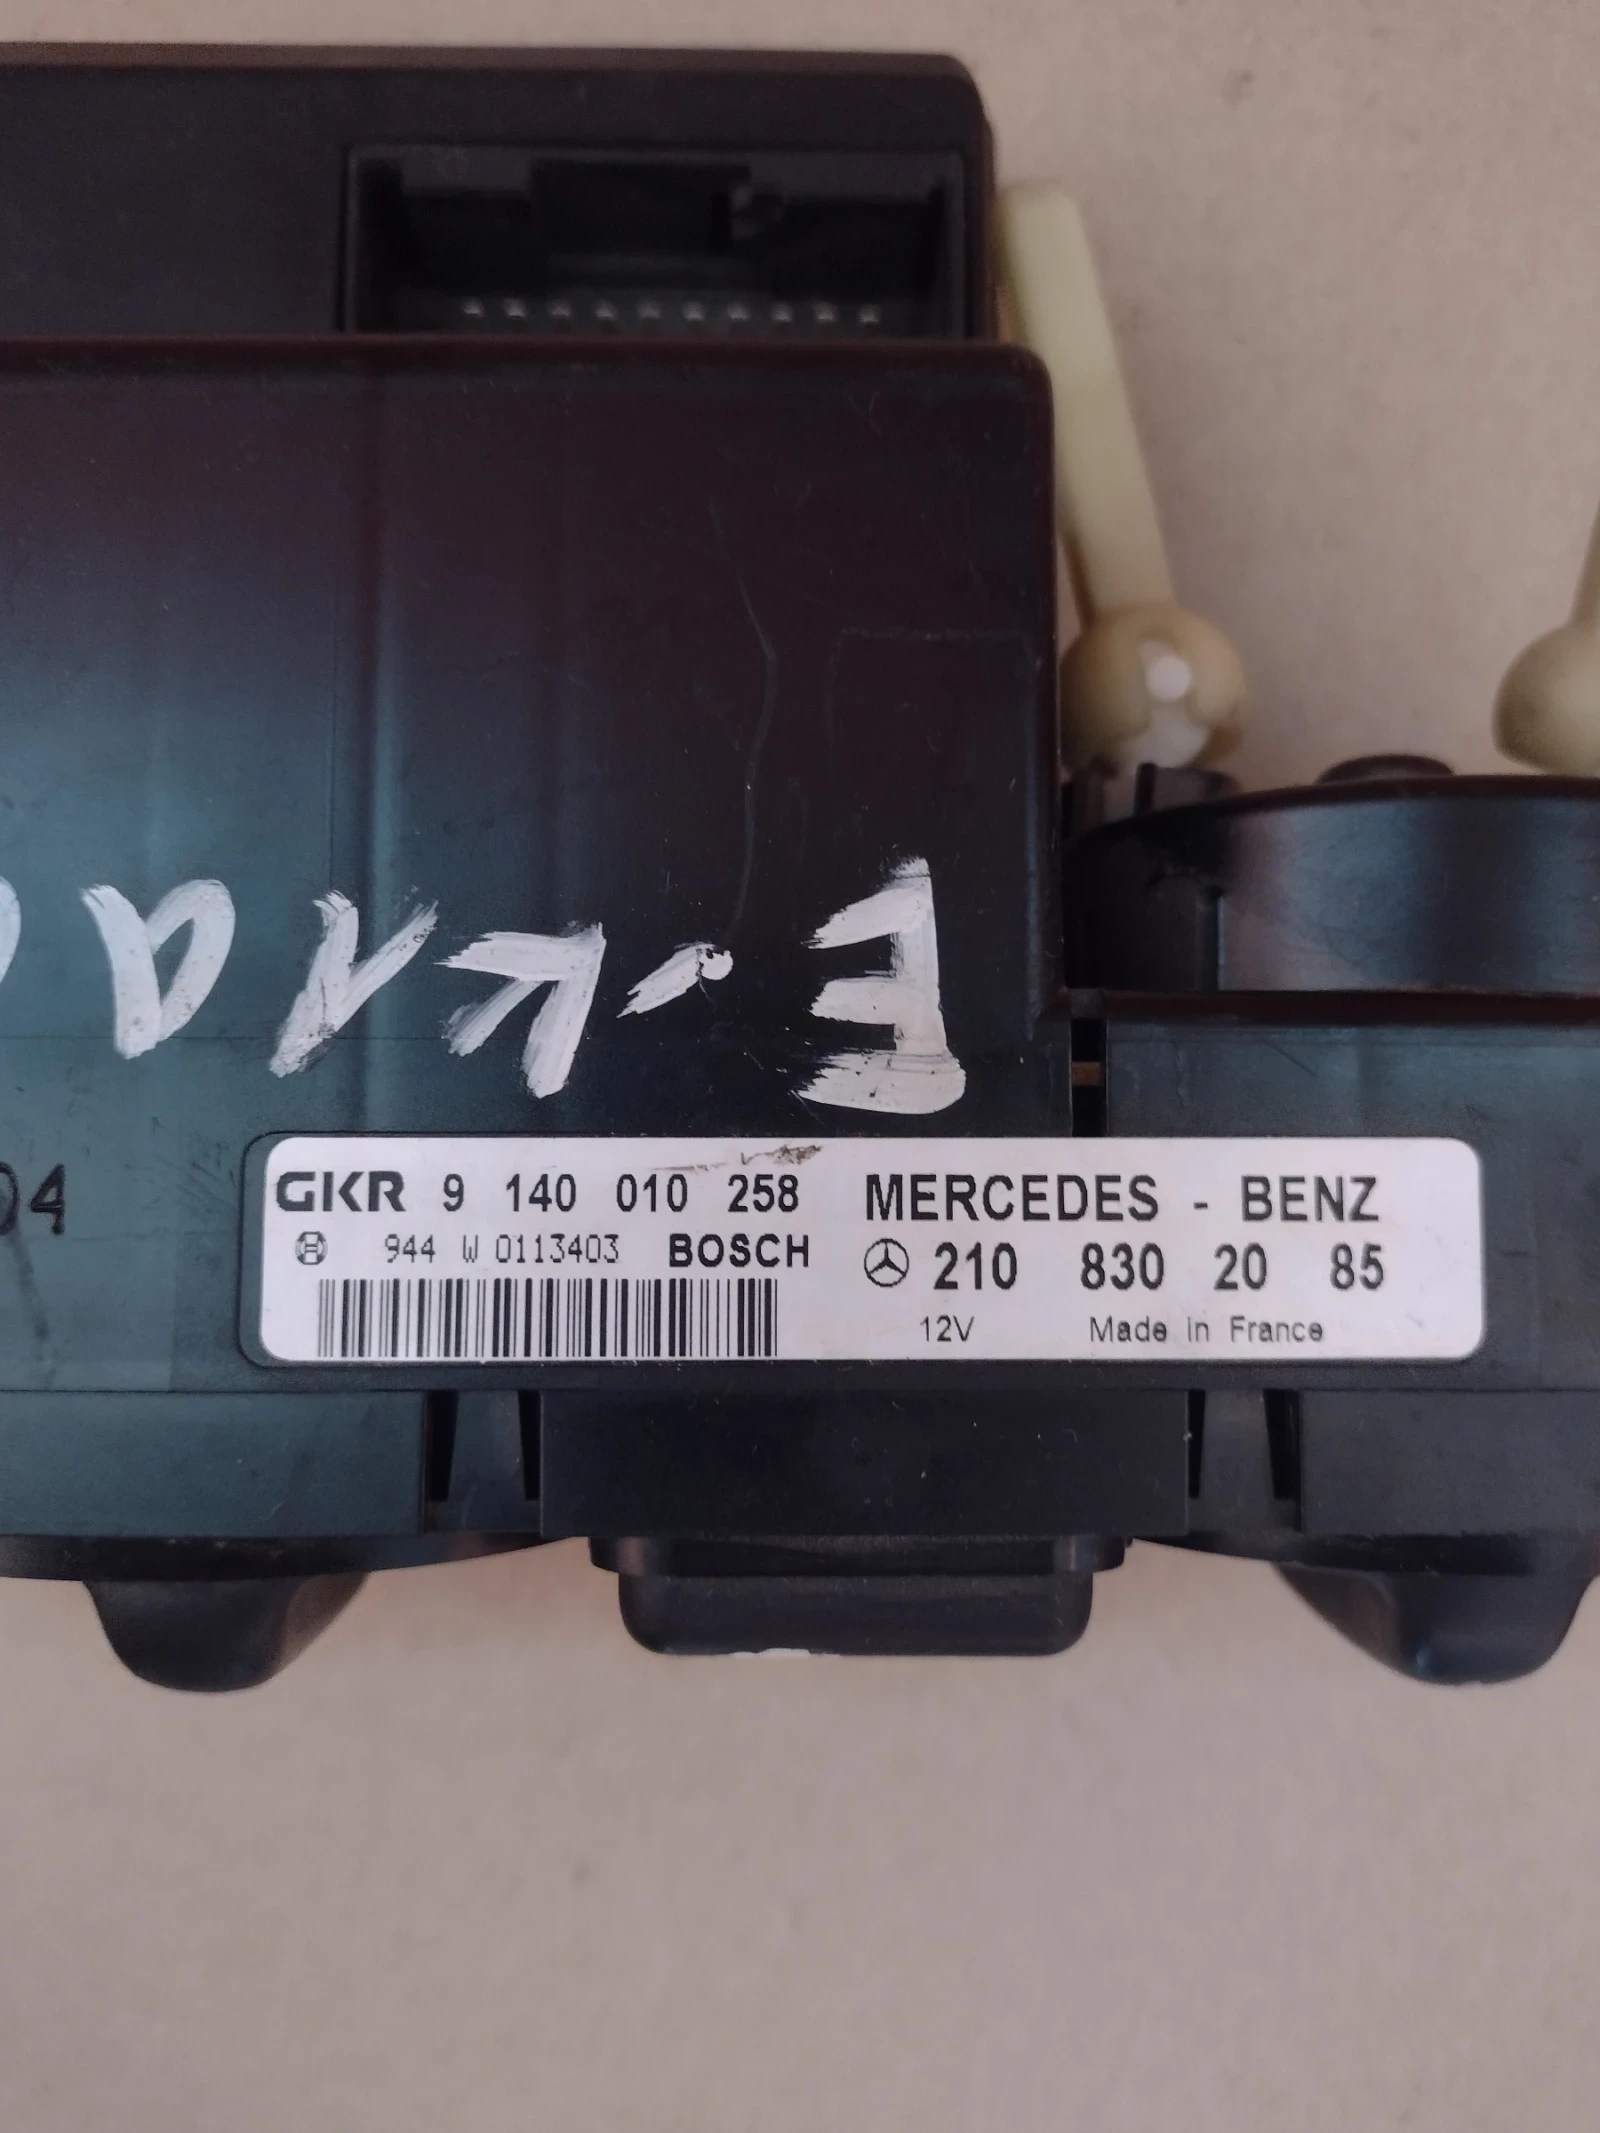 E-КЛА
04
GKR 9 140 010 258
944 W 0113403 BOSCH
MERCEDES - BENZ
210 830 20 85
12V Made in France